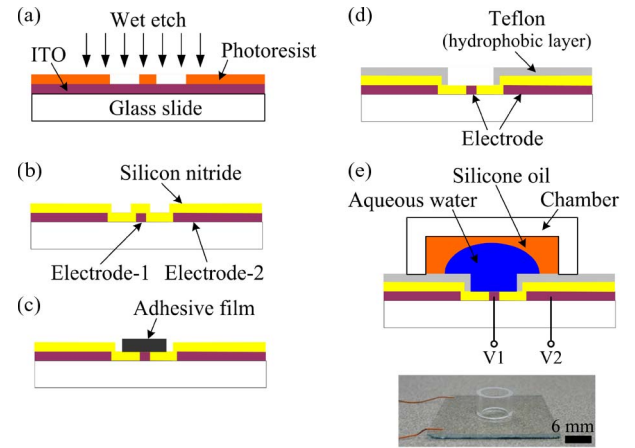 (a)
Wet etch
ITO
Photoresist
Glass slide
(b)
Silicon nitride
Electrode-1
Electrode-2
(c)
Adhesive film
(d)
Teflon
(hydrophobic layer)
Electrode
(e)
Silicone oil
Aqueous water
Chamber
V1
V2
6 mm